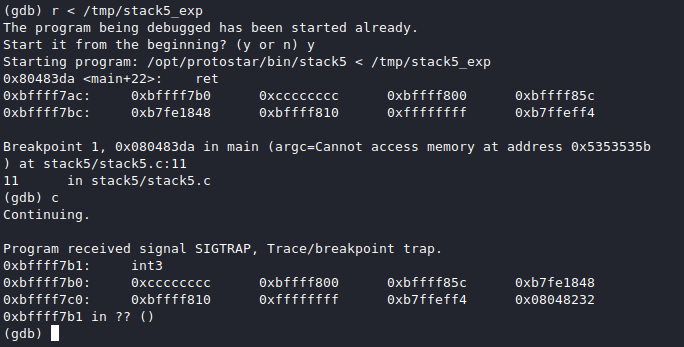 (gdb) r < /tmp/stack5_exp
The program being debugged has been started already.
Start it from the beginning? (y or n) y
Starting program: /opt/protostar/bin/stack5 < /tmp/stack5_exp
0x80483da <main+22>:    ret
0xbffff7ac:     0xbffff7b0      0xcccccccc      0xbffff800      0xbffff85c
0xbffff7bc:     0xb7fe1848      0xbffff810      0xffffffff      0xb7ffeff4
Breakpoint 1, 0x080483da in main (argc=Cannot access memory at address 0x5353535b
) at stack5/stack5.c:11
11      in stack5/stack5.c
(gdb) c
Continuing.
Program received signal SIGTRAP, Trace/breakpoint trap.
0xbffff7b1:     int3
0xbffff7b0:     0xcccccccc      0xbffff800      0xbffff85c      0xb7fe1848
0xbffff7c0:     0xbffff810      0xffffffff      0xb7ffeff4      0x08048232
0xbffff7b1 in ?? ()
(gdb)